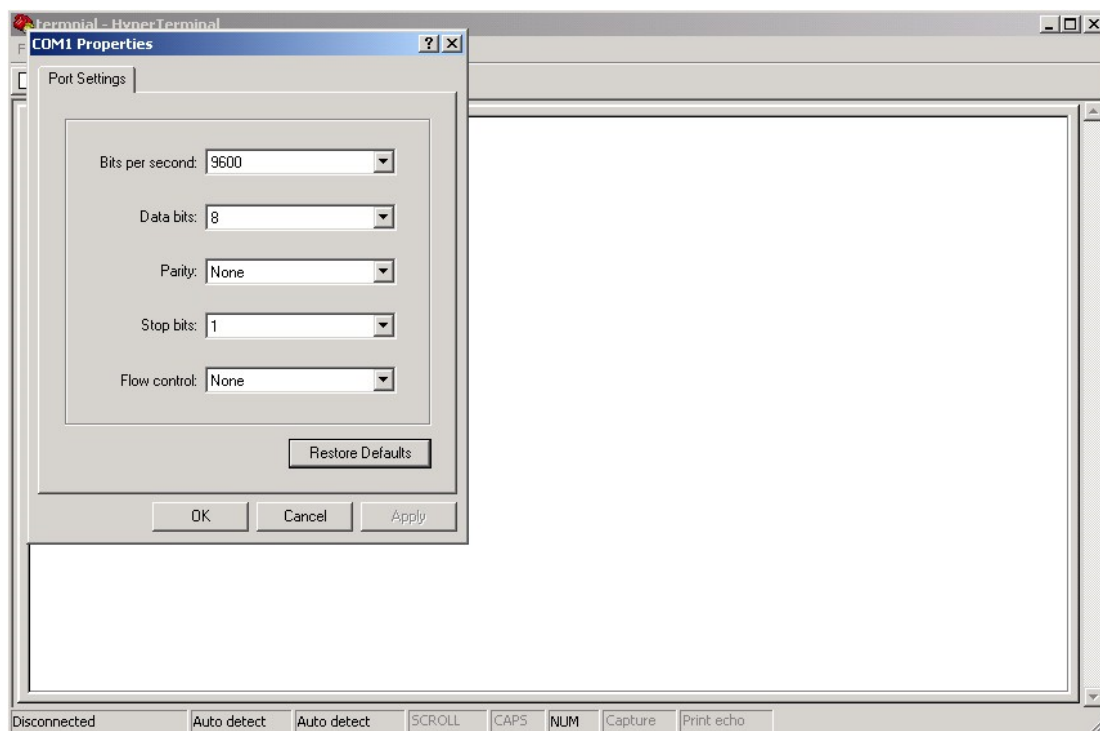 termpial - HyperTerminal
COM1 Properties
F
Port Settings
Bits per second: 9600
Data bits: 8
Parity: None
Stop bits: 1
Flow control: None
Restore Defaults
OK Cancel Apply
Disconnected Auto detect Auto detect SCROLL CAPS NUM Capture Print echo